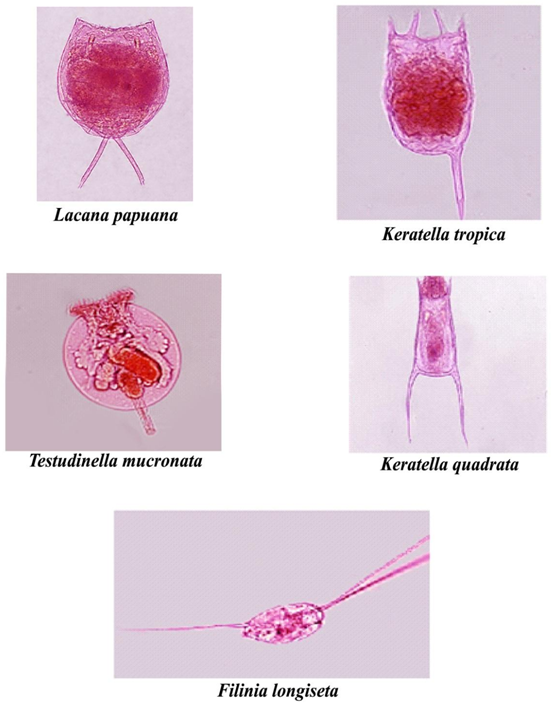 Lacana papuana
Keratella tropica
Testudinella mucronata
Keratella quadrata
Filinia longiseta